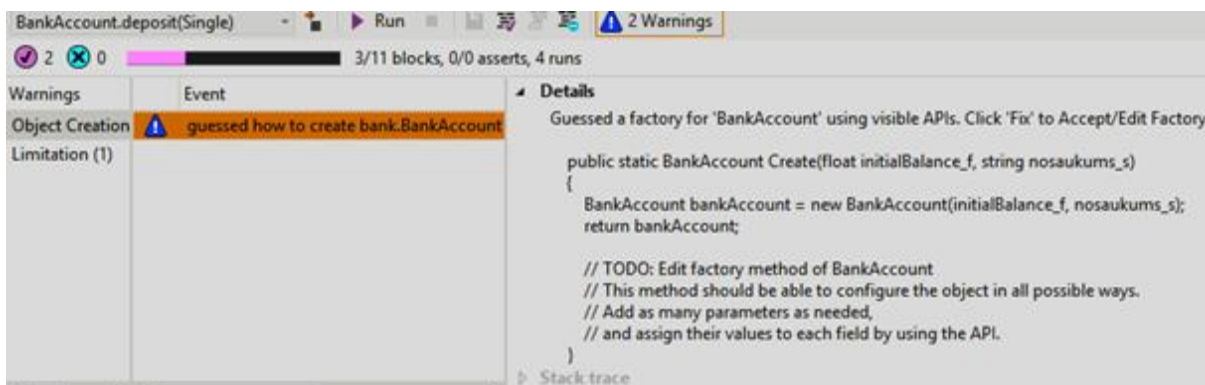 BankAccount.deposit(Single) Run 2 Warnings
2 0 3/11 blocks, 0/0 asserts, 4 runs
Warnings Event
Object Creation guessed how to create bank.BankAccount
Limitation (1)
Details
Guessed a factory for 'BankAccount' using visible APIs. Click 'Fix' to Accept/Edit Factory
public static BankAccount Create(float initialBalance_f, string nosaukums_s)
{
BankAccount bankAccount = new BankAccount(initialBalance_f, nosaukums_s);
return bankAccount;
// TODO: Edit factory method of BankAccount
// This method should be able to configure the object in all possible ways.
// Add as many parameters as needed,
// and assign their values to each field by using the API.
}
Stack trace